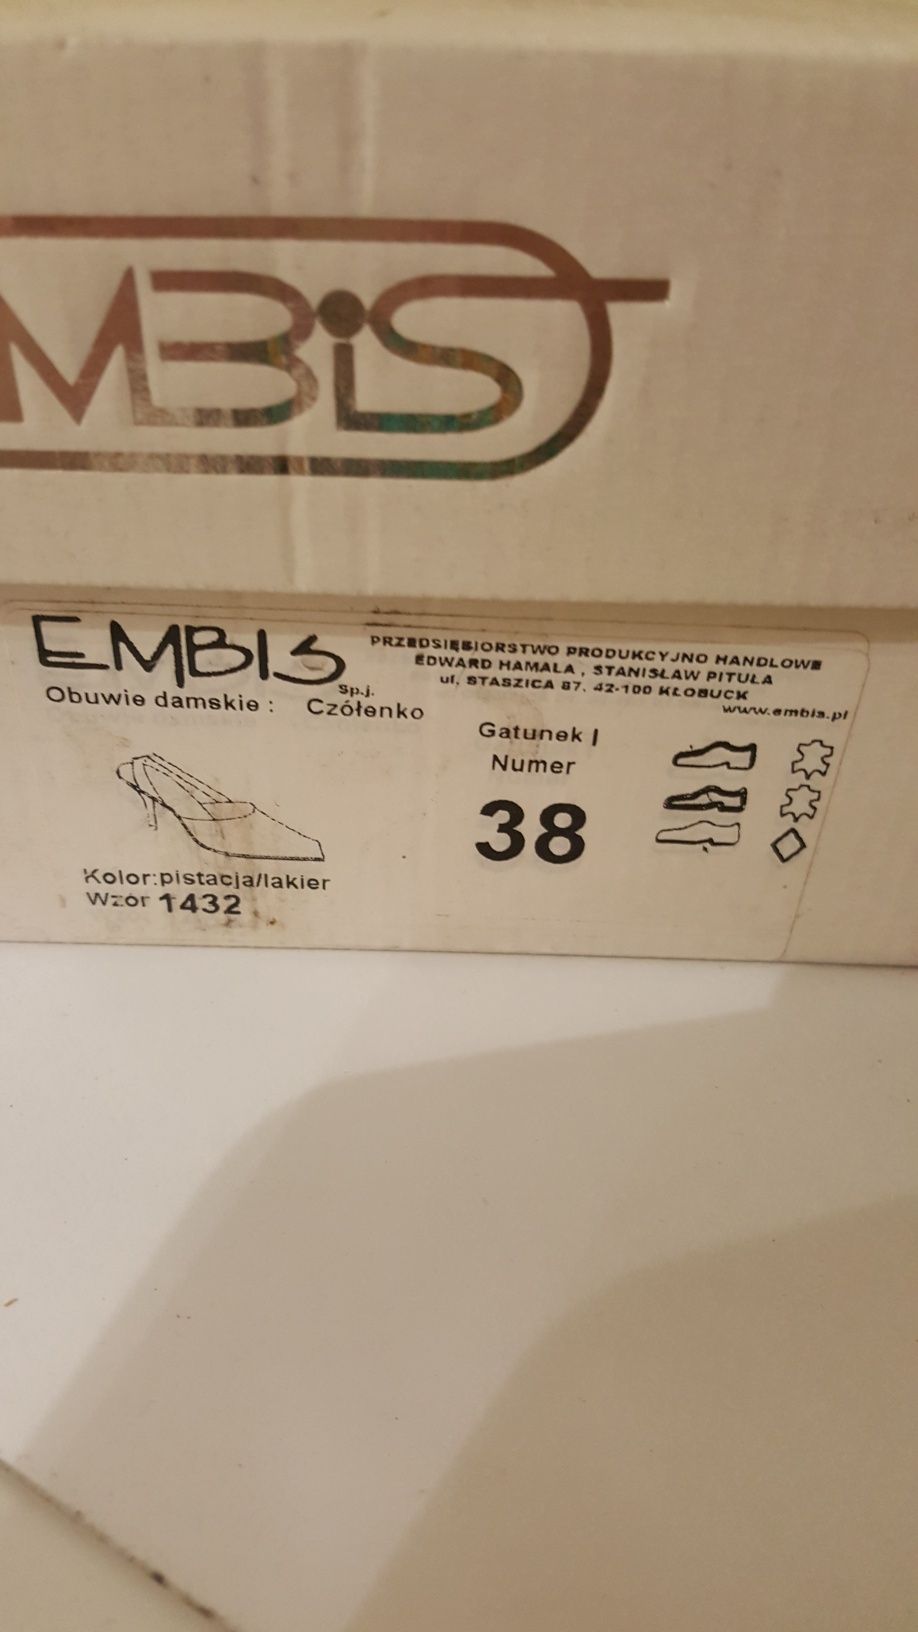 EMBIS
EMBIS
Sp.j.
PRZEDSIĘBIORSTWO PRODUKCYJNO HANDLOWE
EDWARD HAMALA , STANISŁAW PITUŁA
ul. STASZICA 87, 42-100 KŁOBUCK
www.embis.pl
Obuwie damskie : Czółenko
Gatunek I
Numer
38
Kolor:pistacja/lakier
Wzór 1432